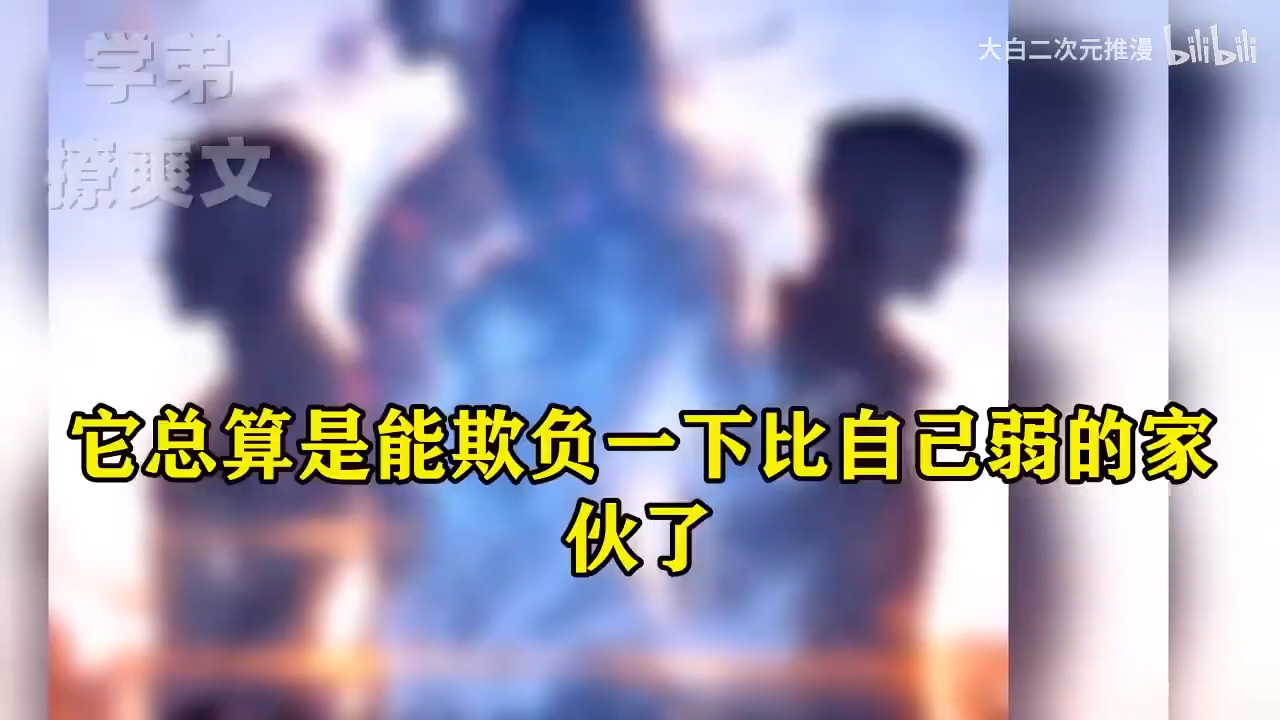 学弟
撩爽文
大白二次元推漫 bilibili
它总算是能欺负一下比自己弱的家
伙了